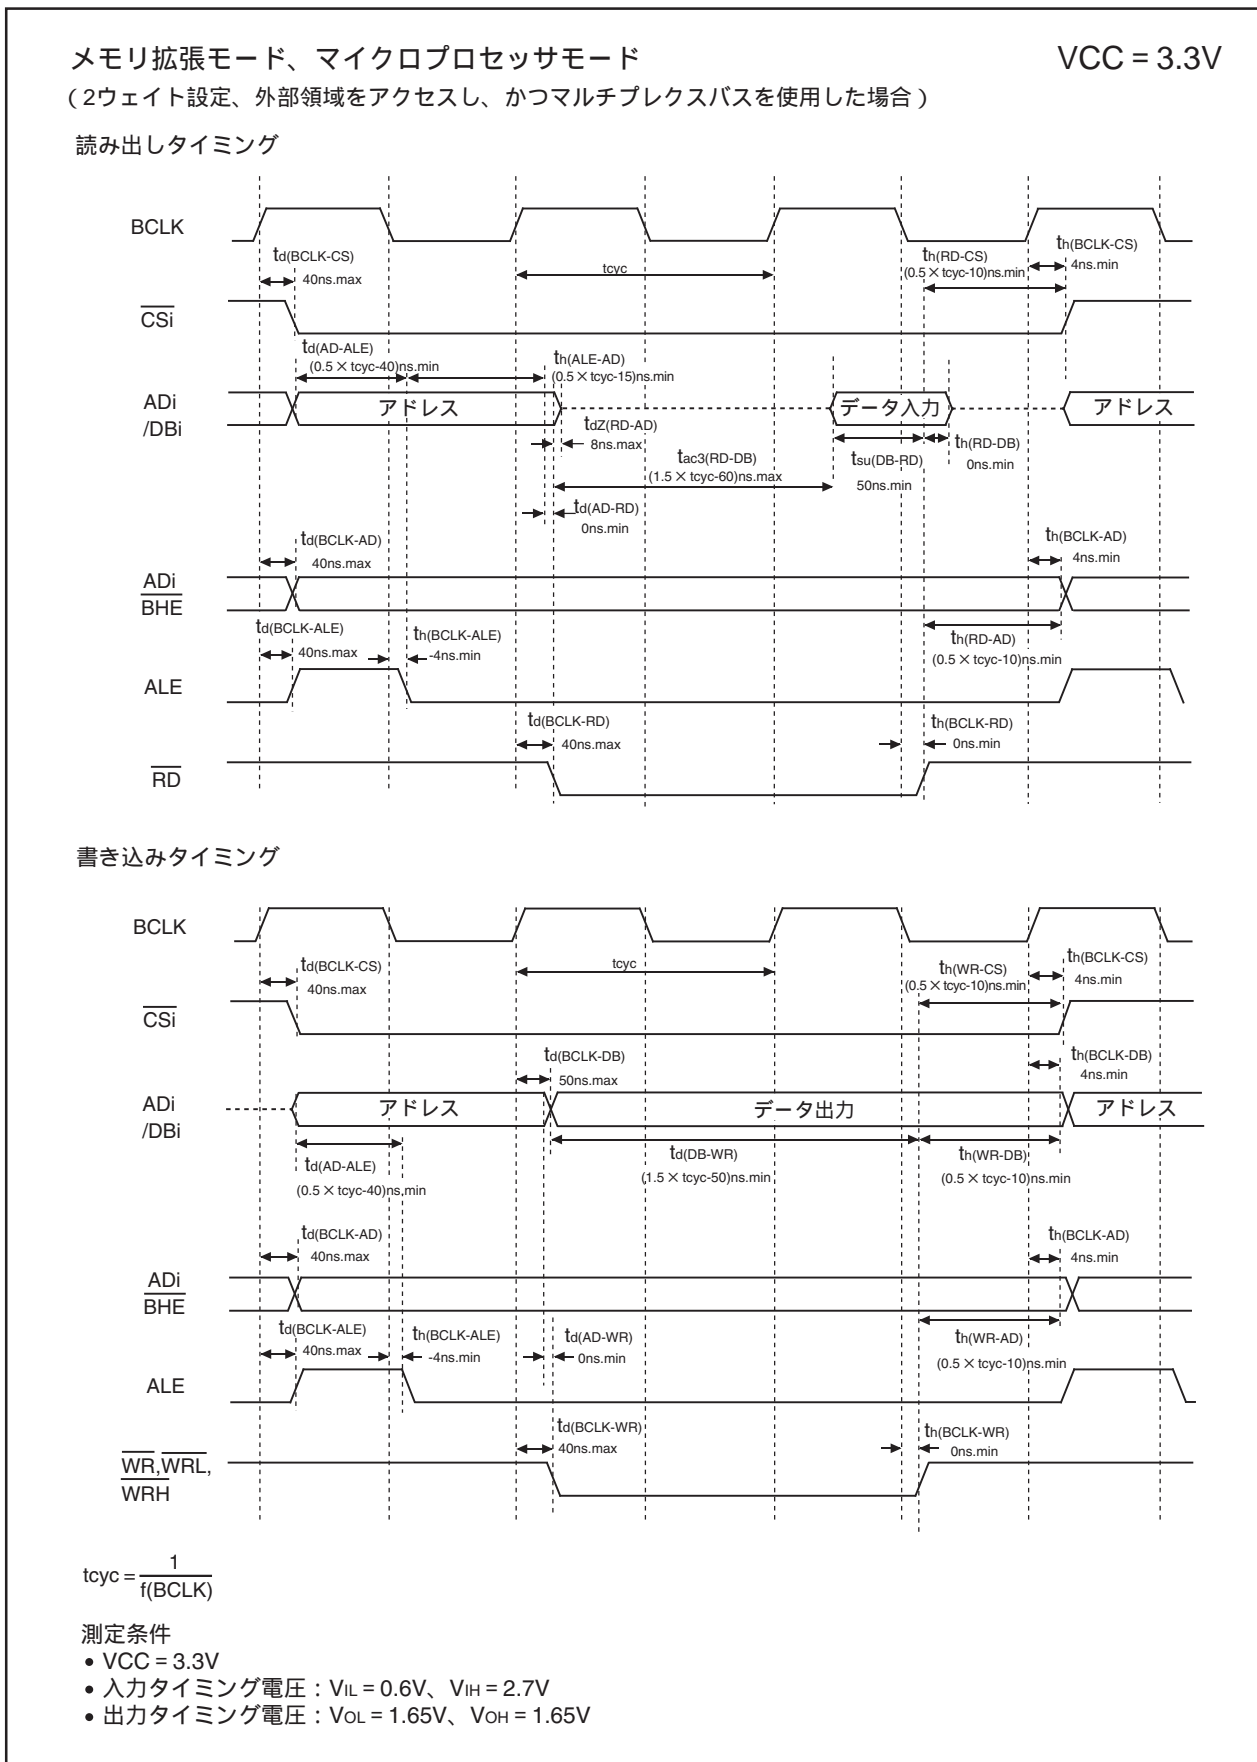 メモリ拡張モード、マイクロプロセッサモード
VCC = 3.3V
(2ウェイト設定、外部領域をアクセスし、かつマルチプレクスバスを使用した場合)
読み出しタイミング
BCLK
td(BCLK-CS)
40ns.max
tcyc
th(RD-CS)
(0.5 × tcyc-10)ns.min
th(BCLK-CS)
4ns.min
CSi
td(AD-ALE)
(0.5 × tcyc-40)ns.min
th(ALE-AD)
(0.5 × tcyc-15)ns.min
ADi
/DBi
アドレス
データ入力
アドレス
tdZ(RD-AD)
8ns.max
tac3(RD-DB)
(1.5 × tcyc-60)ns.max
tsu(DB-RD)
50ns.min
th(RD-DB)
0ns.min
td(AD-RD)
0ns.min
td(BCLK-AD)
40ns.max
th(BCLK-AD)
4ns.min
ADi
BHE
td(BCLK-ALE)
40ns.max
th(BCLK-ALE)
-4ns.min
th(RD-AD)
(0.5 × tcyc-10)ns.min
ALE
td(BCLK-RD)
40ns.max
th(BCLK-RD)
0ns.min
RD
書き込みタイミング
BCLK
td(BCLK-CS)
40ns.max
tcyc
th(WR-CS)
(0.5 × tcyc-10)ns.min
th(BCLK-CS)
4ns.min
CSi
td(BCLK-DB)
50ns.max
th(BCLK-DB)
4ns.min
ADi
/DBi
アドレス
データ出力
アドレス
td(AD-ALE)
(0.5 × tcyc-40)ns.min
td(DB-WR)
(1.5 × tcyc-50)ns.min
th(WR-DB)
(0.5 × tcyc-10)ns.min
td(BCLK-AD)
40ns.max
th(BCLK-AD)
4ns.min
ADi
BHE
td(BCLK-ALE)
40ns.max
th(BCLK-ALE)
-4ns.min
td(AD-WR)
0ns.min
th(WR-AD)
(0.5 × tcyc-10)ns.min
ALE
td(BCLK-WR)
40ns.max
th(BCLK-WR)
0ns.min
WR,WRL,
WRH
tcyc = 1
f(BCLK)
測定条件
• VCC = 3.3V
• 入力タイミング電圧:VIL = 0.6V、VIH = 2.7V
• 出力タイミング電圧:VOL = 1.65V、VOH = 1.65V